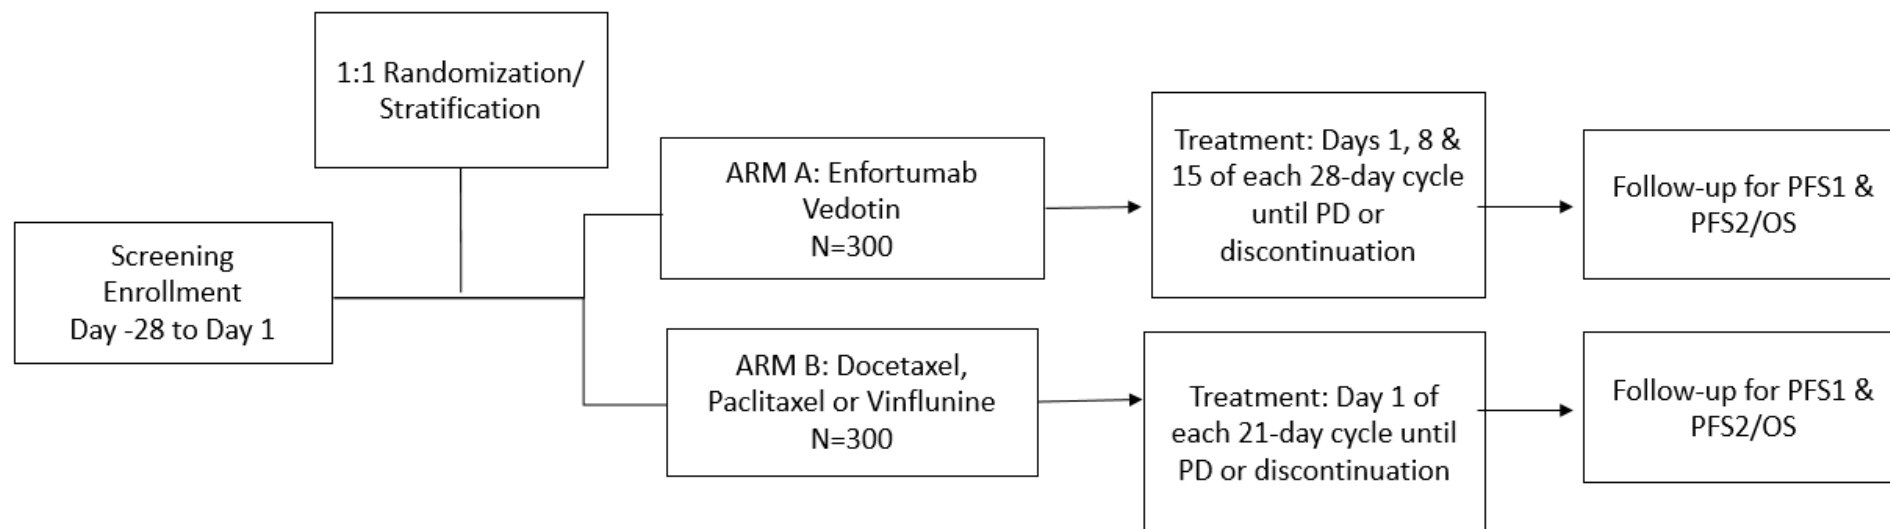 1:1 Randomization/
Stratification
Screening
Enrollment
Day -28 to Day 1
ARM A: Enfortumab
Vedotin
N=300
Treatment: Days 1, 8 &
15 of each 28-day cycle
until PD or
discontinuation
Follow-up for PFS1 &
PFS2/OS
ARM B: Docetaxel,
Paclitaxel or Vinflunine
N=300
Treatment: Day 1 of
each 21-day cycle until
PD or discontinuation
Follow-up for PFS1 &
PFS2/OS